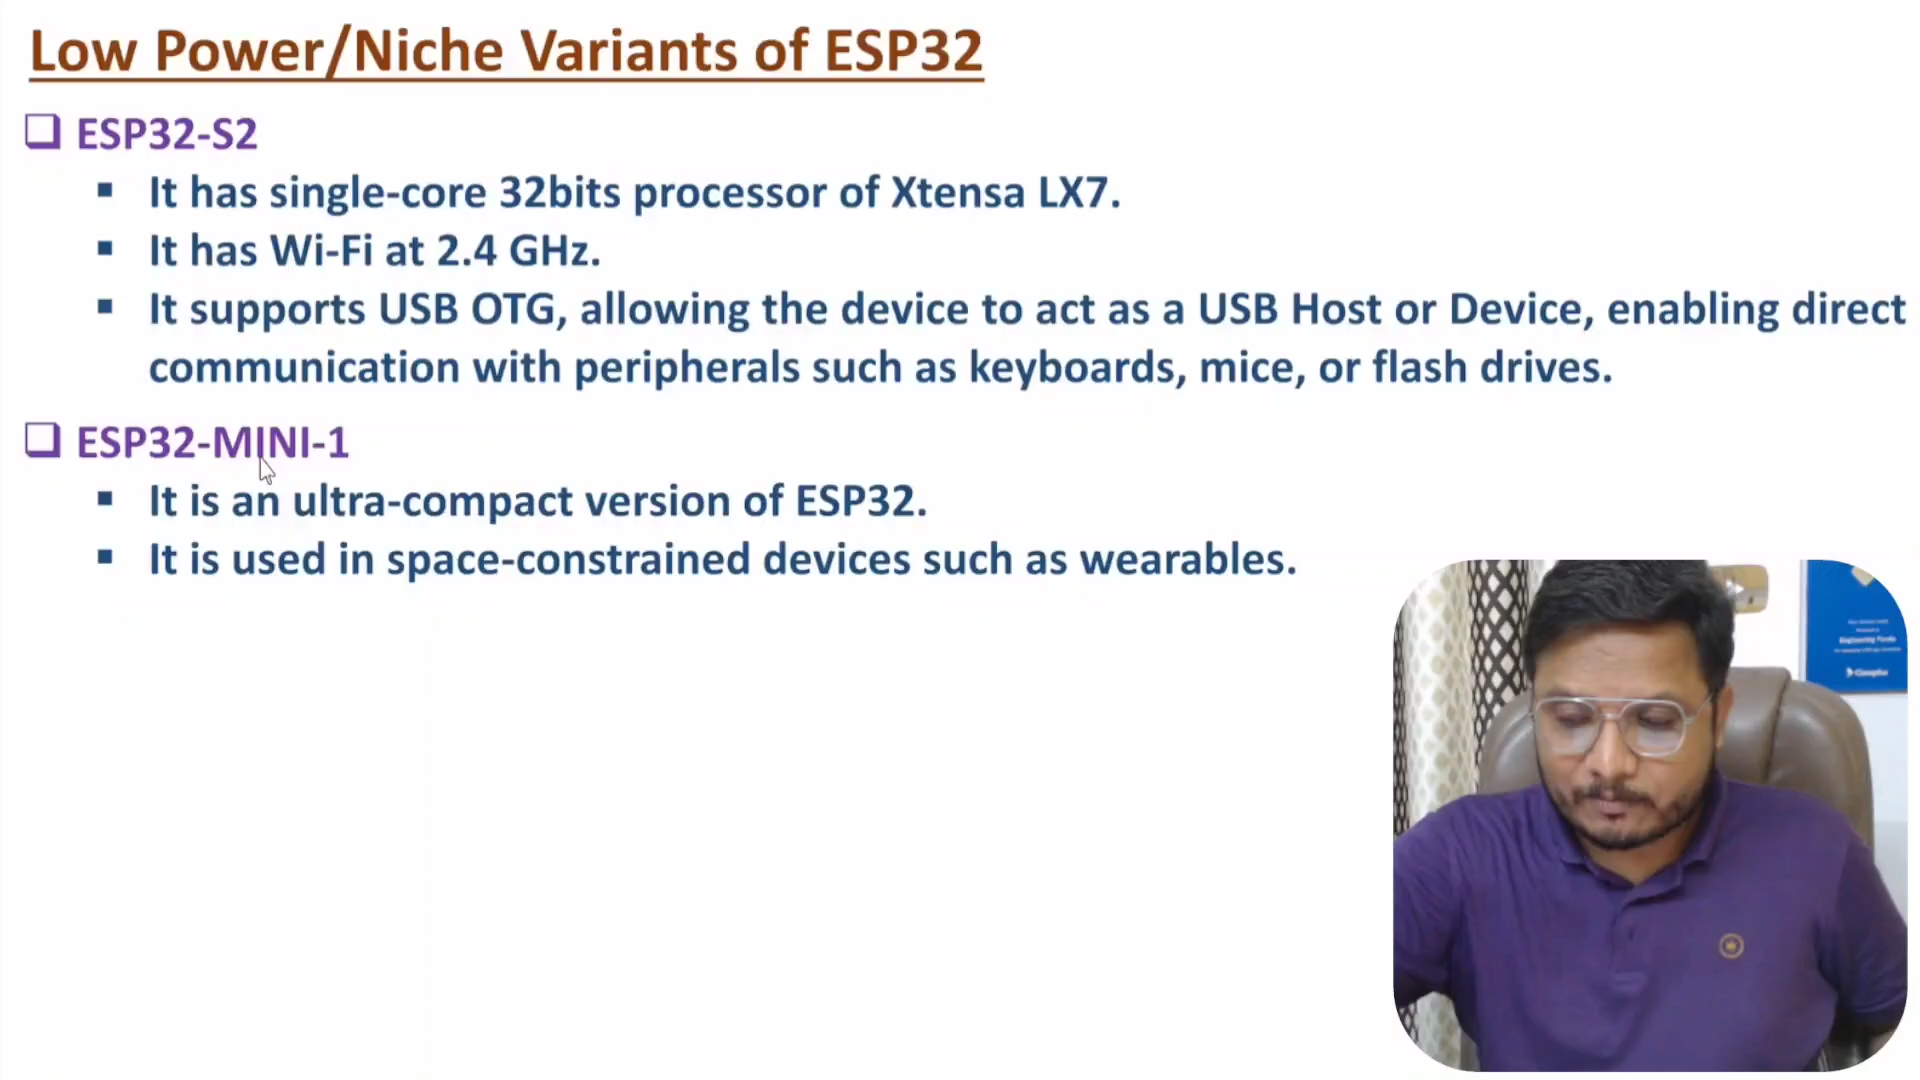 Low Power/Niche Variants of ESP32
ESP32-S2
It has single-core 32bits processor of Xtensa LX7.
It has Wi-Fi at 2.4 GHz.
It supports USB OTG, allowing the device to act as a USB Host or Device, enabling direct
communication with peripherals such as keyboards, mice, or flash drives.
ESP32-MINI-1
It is an ultra-compact version of ESP32.
It is used in space-constrained devices such as wearables.
Engineering Funda
Classplus